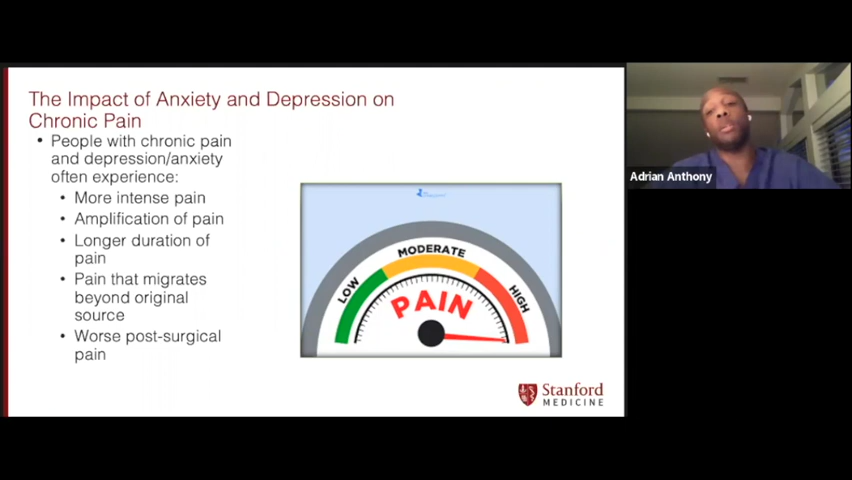 The Impact of Anxiety and Depression on
Chronic Pain
• People with chronic pain
and depression/anxiety
often experience:
• More intense pain
• Amplification of pain
• Longer duration of
pain
• Pain that migrates
beyond original
source
• Worse post-surgical
pain
LOW
MODERATE
HIGH
PAIN
Stanford
MEDICINE
Adrian Anthony